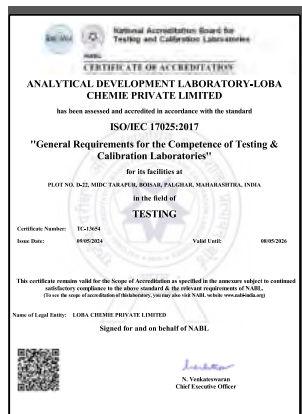 National Accreditation Board for
Testing and Calibration Laboratories
NABL
CERTIFICATE OF ACCREDITATION
ANALYTICAL DEVELOPMENT LABORATORY-LOBA
CHEMIE PRIVATE LIMITED
has been assessed and accredited in accordance with the standard
ISO/IEC 17025:2017
"General Requirements for the Competence of Testing &
Calibration Laboratories"
for its facilities at
PLOT NO. D-22, MIDC TARAPUR, BOISAR, PALGHAR, MAHARASHTRA, INDIA
in the field of
TESTING
Certificate Number: TC-13654
Issue Date: 09/05/2024 Valid Until: 08/05/2026
This certificate remains valid for the Scope of Accreditation as specified in the annexure subject to continued
satisfactory compliance to the above standard & the relevant requirements of NABL.
(To see the scope of accreditation of this laboratory, you may also visit NABL website www.nabl-india.org)
Name of Legal Entity: LOBA CHEMIE PRIVATE LIMITED
Signed for and on behalf of NABL
N. Venkateswaran
Chief Executive Officer